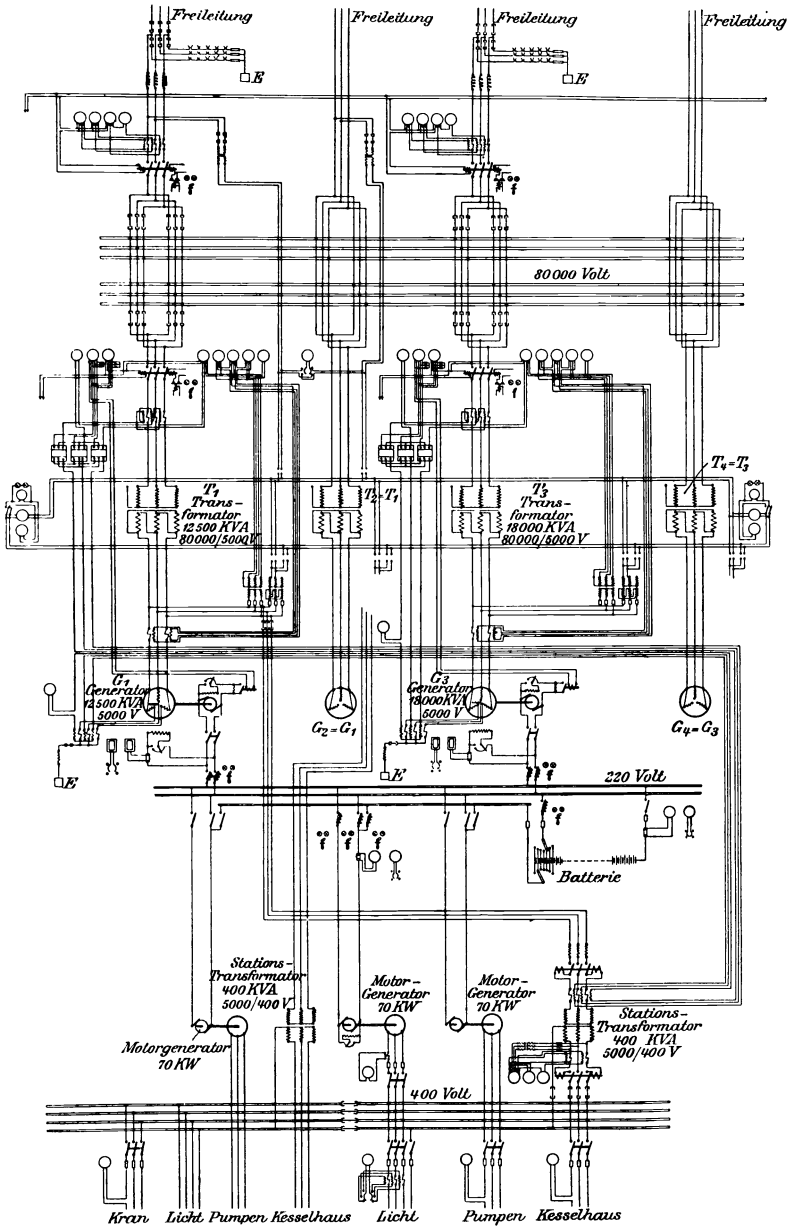 Freileitung
Freileitung
Freileitung
Freileitung
E
E
f
f
80000 Volt
f
f
T₁
Trans-
formator
12500 KVA
80000/5000 V
T₂=T₁
T₃
Trans-
formator
18000 KVA
80000/5000 V
T₄=T₃
G₁
Generator
12500 KVA
5000 V
G₂=G₁
G₃
Generator
18000 KVA
5000 V
G₄=G₃
E
f
E
f
220 Volt
f
f
f
f
Batterie
Stations-
Transformator
400 KVA
5000/400 V
Motor-
Generator
70 KW
Motor-
Generator
70 KW
Stations-
Transformator
400 KVA
5000/400 V
Motorgenerator
70 KW
400 Volt
Kran
Licht
Pumpen
Kesselhaus
Licht
Pumpen
Kesselhaus